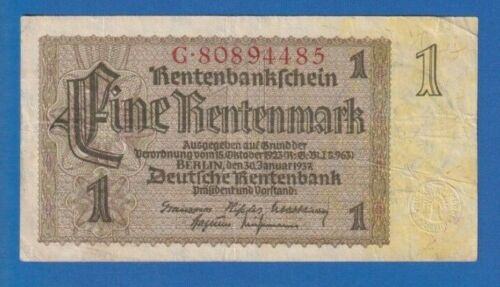 G·80894485
Rentenbankschein 1
1
Eine Rentenmark
Ausgegeben auf Grund der
Verordnung vom 15. Oktober 1923 (R.G.Bl.I S.963)
BERLIN, den 30. Januar 1937
Deutsche Rentenbank
Präsident und Vorstand:
1
1